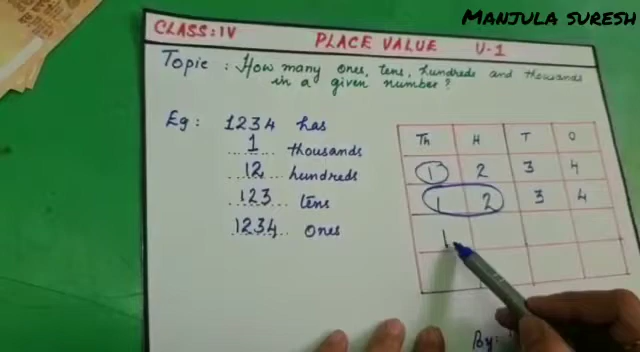 MANJULA SURESH
CLASS: IV
PLACE VALUE U-1
Topic: How many ones, tens, hundreds and thousands
in a given number?
Eg: 1234 has
1 thousands
12 hundreds
123 tens
1234 ones
Th H T O
1 2 3 4
1 2 3 4
1
By: